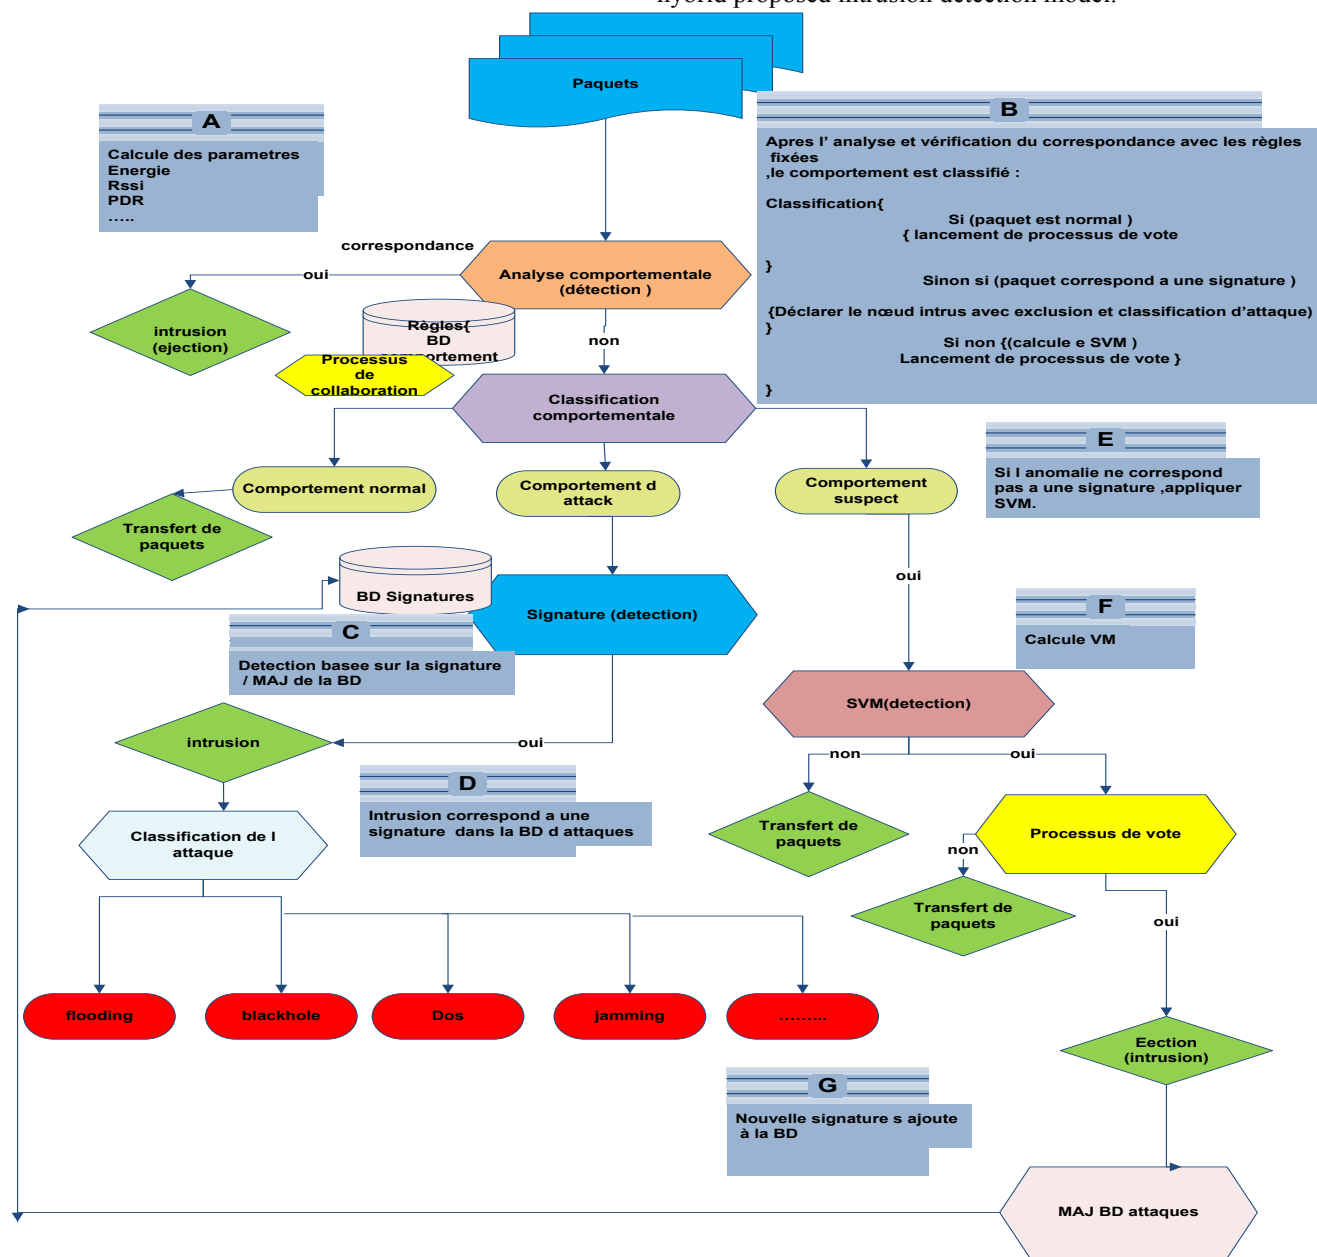 hybrid proposed intrusion detection model.
Paquets
A
Calcule des parametres
Energie
Rssi
PDR
…..
B
Apres l’ analyse et vérification du correspondance avec les règles
fixées
,le comportement est classifié :
Classification{
Si (paquet est normal )
{ lancement de processus de vote
}
Sinon si (paquet correspond a une signature )
{Déclarer le nœud intrus avec exclusion et classification d’attaque)
}
Si non {(calcule e SVM )
Lancement de processus de vote }
}
correspondance
oui
Analyse comportementale
(détection )
intrusion
(ejection)
Règles{
BD
comportement
non
Processus
de
collaboration
Classification
comportementale
E
Si l anomalie ne correspond
pas a une signature ,appliquer
SVM.
Comportement normal
Comportement d
attack
Comportement
suspect
Transfert de
paquets
BD Signatures
oui
Signature (detection)
F
Calcule VM
C
Detection basee sur la signature
/ MAJ de la BD
SVM(detection)
intrusion
oui
non
oui
D
Intrusion correspond a une
signature dans la BD d attaques
Classification de l
attaque
Transfert de
paquets
Processus de vote
non
Transfert de
paquets
oui
flooding
blackhole
Dos
jamming
……...
Eection
(intrusion)
G
Nouvelle signature s ajoute
à la BD
MAJ BD attaques